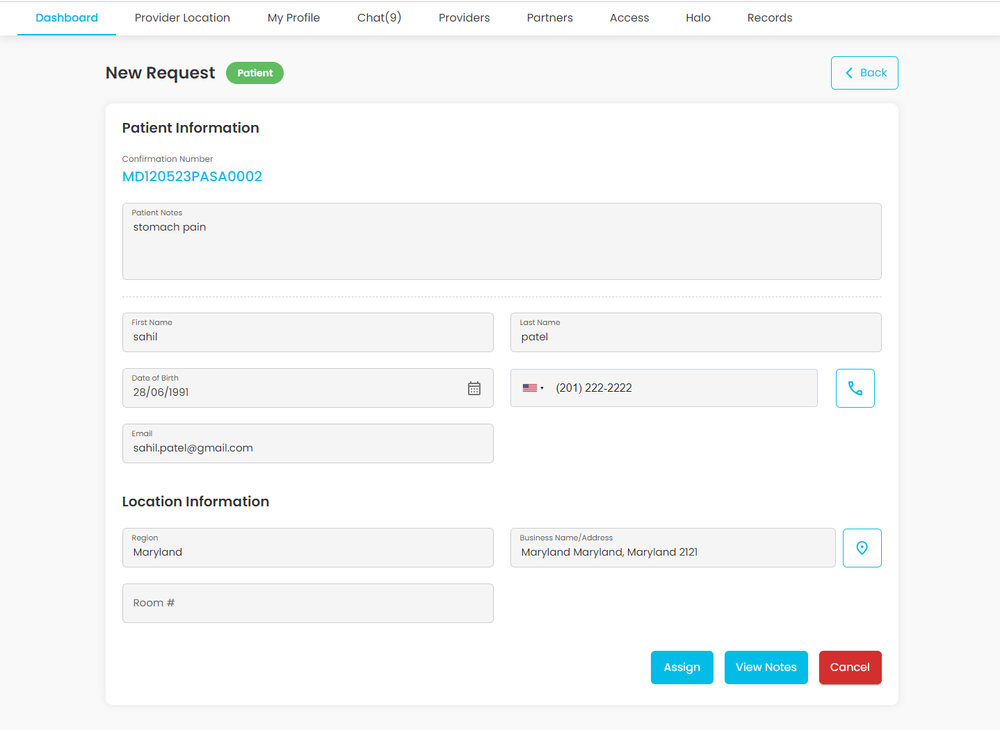 Dashboard Provider Location My Profile Chat(9) Providers Partners Access Halo Records
New Request Patient Back
Patient Information
Confirmation Number
MD120523PASA0002
Patient Notes
stomach pain
First Name Last Name
sahil patel
Date of Birth
28/06/1991 (201) 222-2222
Email
sahil.patel@gmail.com
Location Information
Region Business Name/Address
Maryland Maryland Maryland, Maryland 2121
Room #
Assign View Notes Cancel